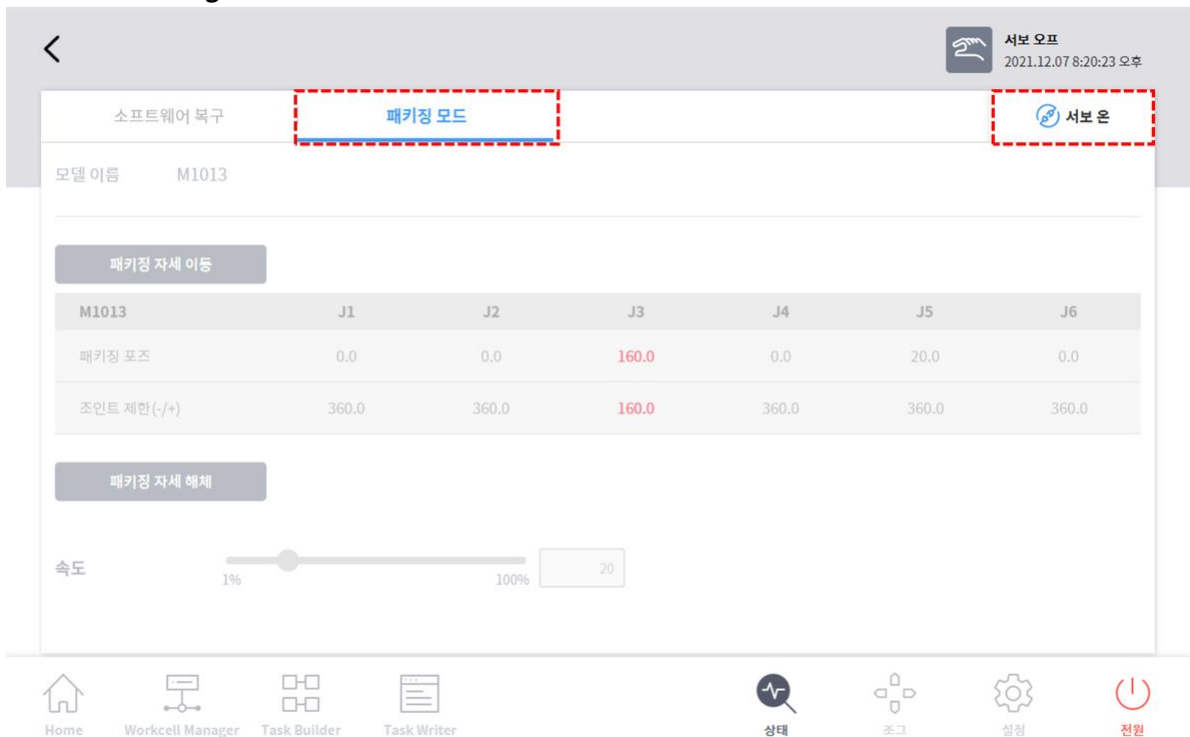 서보 오프
2021.12.07 8:20:23 오후
소프트웨어 복구 패키징 모드 서보 온
모델 이름 M1013
패키징 자세 이동
M1013 J1 J2 J3 J4 J5 J6
패키징 포즈 0.0 0.0 160.0 0.0 20.0 0.0
조인트 제한(-/+) 360.0 360.0 160.0 360.0 360.0 360.0
패키징 자세 해체
속도 1% 100% 20
Home Workcell Manager Task Builder Task Writer 상태 조그 설정 전원